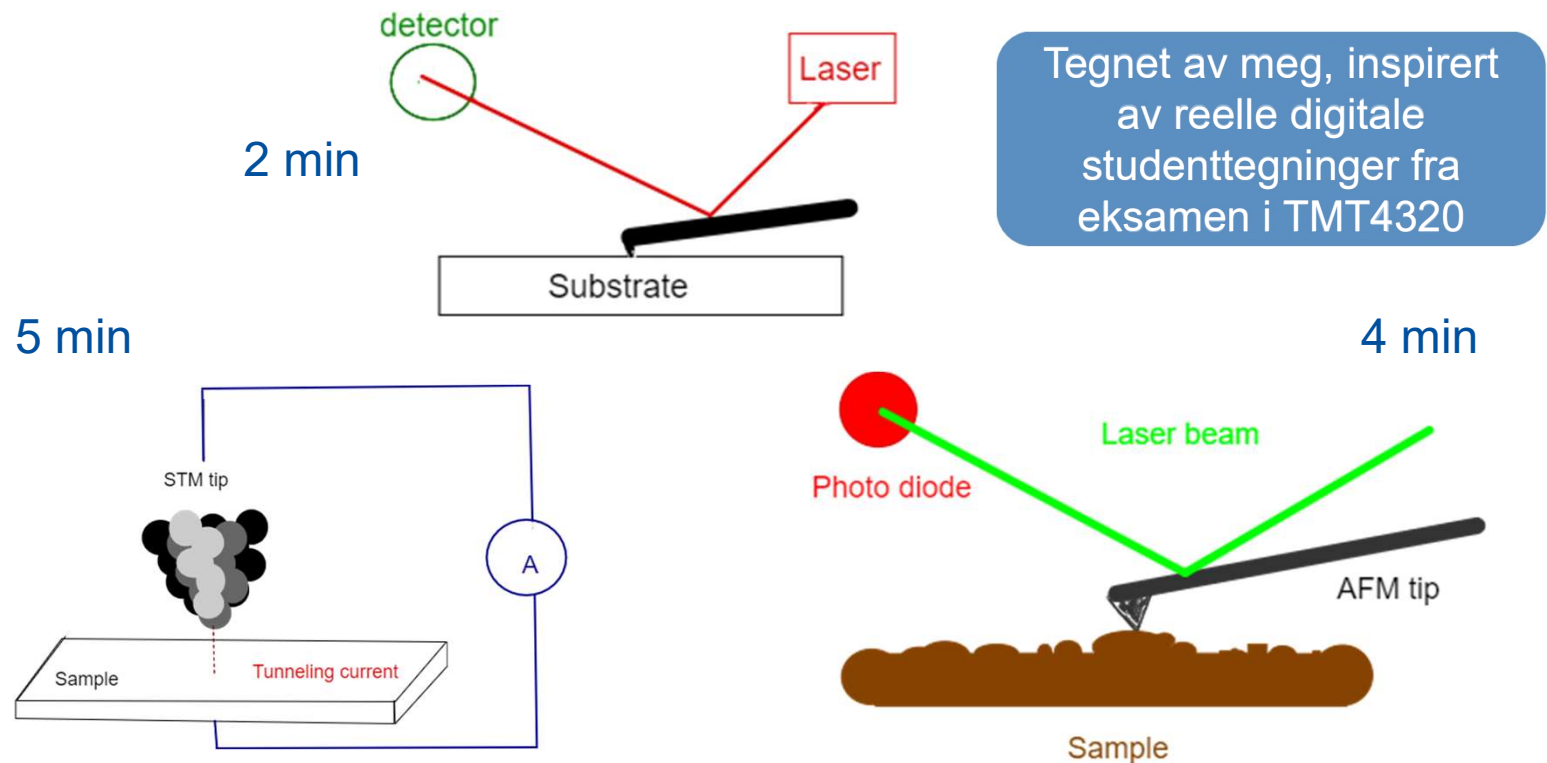 detector
Laser
2 min
Substrate
Tegnet av meg, inspirert
av reelle digitale
studenttegninger fra
eksamen i TMT4320
5 min
STM tip
A
Sample
Tunneling current
4 min
Laser beam
Photo diode
AFM tip
Sample